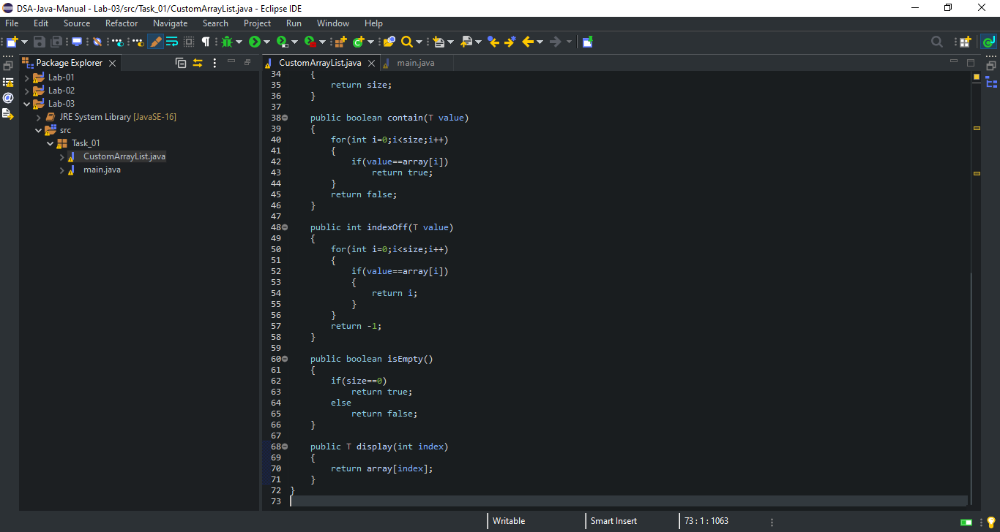 DSA-Java-Manual - Lab-03/src/Task_01/CustomArrayList.java - Eclipse IDE
File Edit Source Refactor Navigate Search Project Run Window Help
Package Explorer
Lab-01
Lab-02
Lab-03
JRE System Library [JavaSE-16]
src
Task_01
CustomArrayList.java
main.java
CustomArrayList.java main.java
34 {
35 return size;
36 }
37
38 public boolean contain(T value)
39 {
40 for(int i=0;i<size;i++)
41 {
42 if(value==array[i])
43 return true;
44 }
45 return false;
46 }
47
48 public int indexOff(T value)
49 {
50 for(int i=0;i<size;i++)
51 {
52 if(value==array[i])
53 {
54 return i;
55 }
56 }
57 return -1;
58 }
59
60 public boolean isEmpty()
61 {
62 if(size==0)
63 return true;
64 else
65 return false;
66 }
67
68 public T display(int index)
69 {
70 return array[index];
71 }
72 }
73
Writable Smart Insert 73 : 1 : 1063